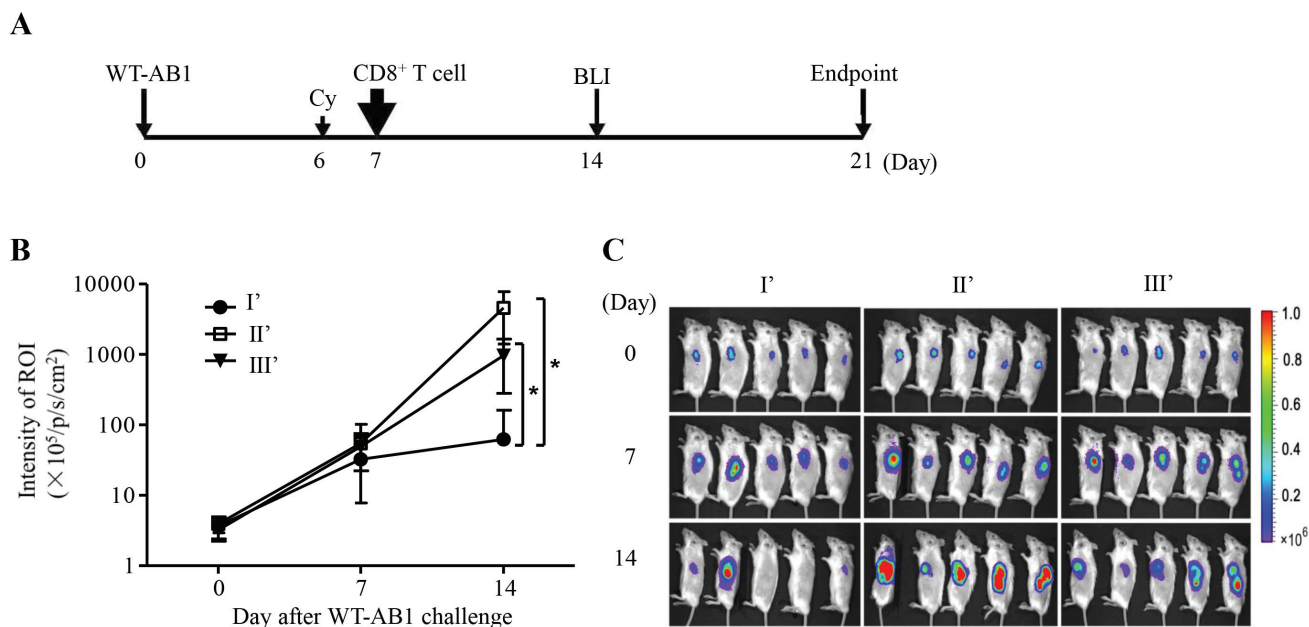 A
WT-AB1
Cy
CD8⁺ T cell
BLI
Endpoint
0 6 7 14 21 (Day)
B
Intensity of ROI
(×10⁵/p/s/cm²)
10000
1000
100
10
1
I’
II’
III’
*
*
0 7 14
Day after WT-AB1 challenge
C
(Day) I’ II’ III’
0
7
14
1.0
0.8
0.6
0.4
0.2
×10⁶